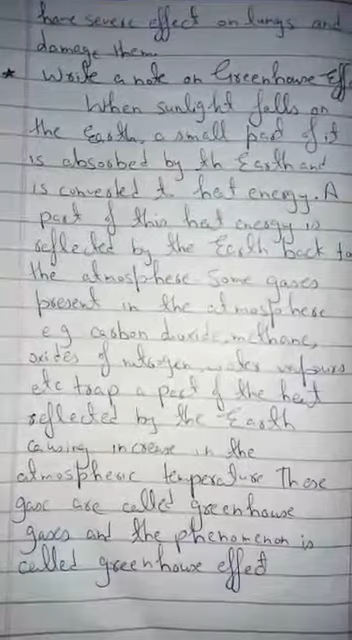 have severe effect on lungs and
damage them
* Write a note on Greenhouse Eff
When sunlight falls on
the Earth, a small part of it
is absorbed by th Earth and
is converted to heat energy. A
part of this heat energy is
reflected by the Earth back to
the atmosphere Some gases
present in the atmosphere
e.g carbon dioxide, methane,
oxides of nitrogen, water vapours
etc trap a part of the heat
reflected by the Earth
causing increase in the
atmospheric temperature These
gase are called greenhouse
gases and the phenomenon is
called greenhouse effect